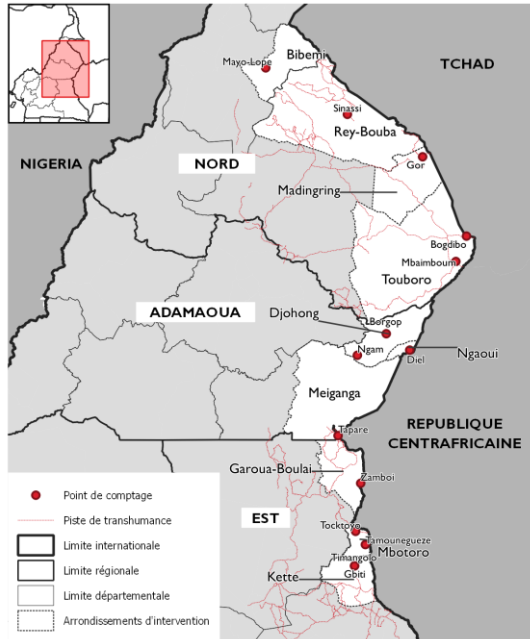 TCHAD
Bibemi
Mayo-Lope
Sinassi
Rey-Bouba
NIGERIA
NORD
Gor
Madingring
Bogdibo
Mbaimboum
Touboro
ADAMAOUA
Djohong
Borgop
Ngam
Diel
Ngaoui
Meiganga
REPUBLIQUE
CENTRAFRICAINE
Tapare
Garoua-Boulai
Zamboi
EST
Tocktoyo
Tamounegueze
Mbotoro
Timangolo
Kette
Gbiti
Point de comptage
Piste de transhumance
Limite internationale
Limite régionale
Limite départementale
Arrondissements d'intervention